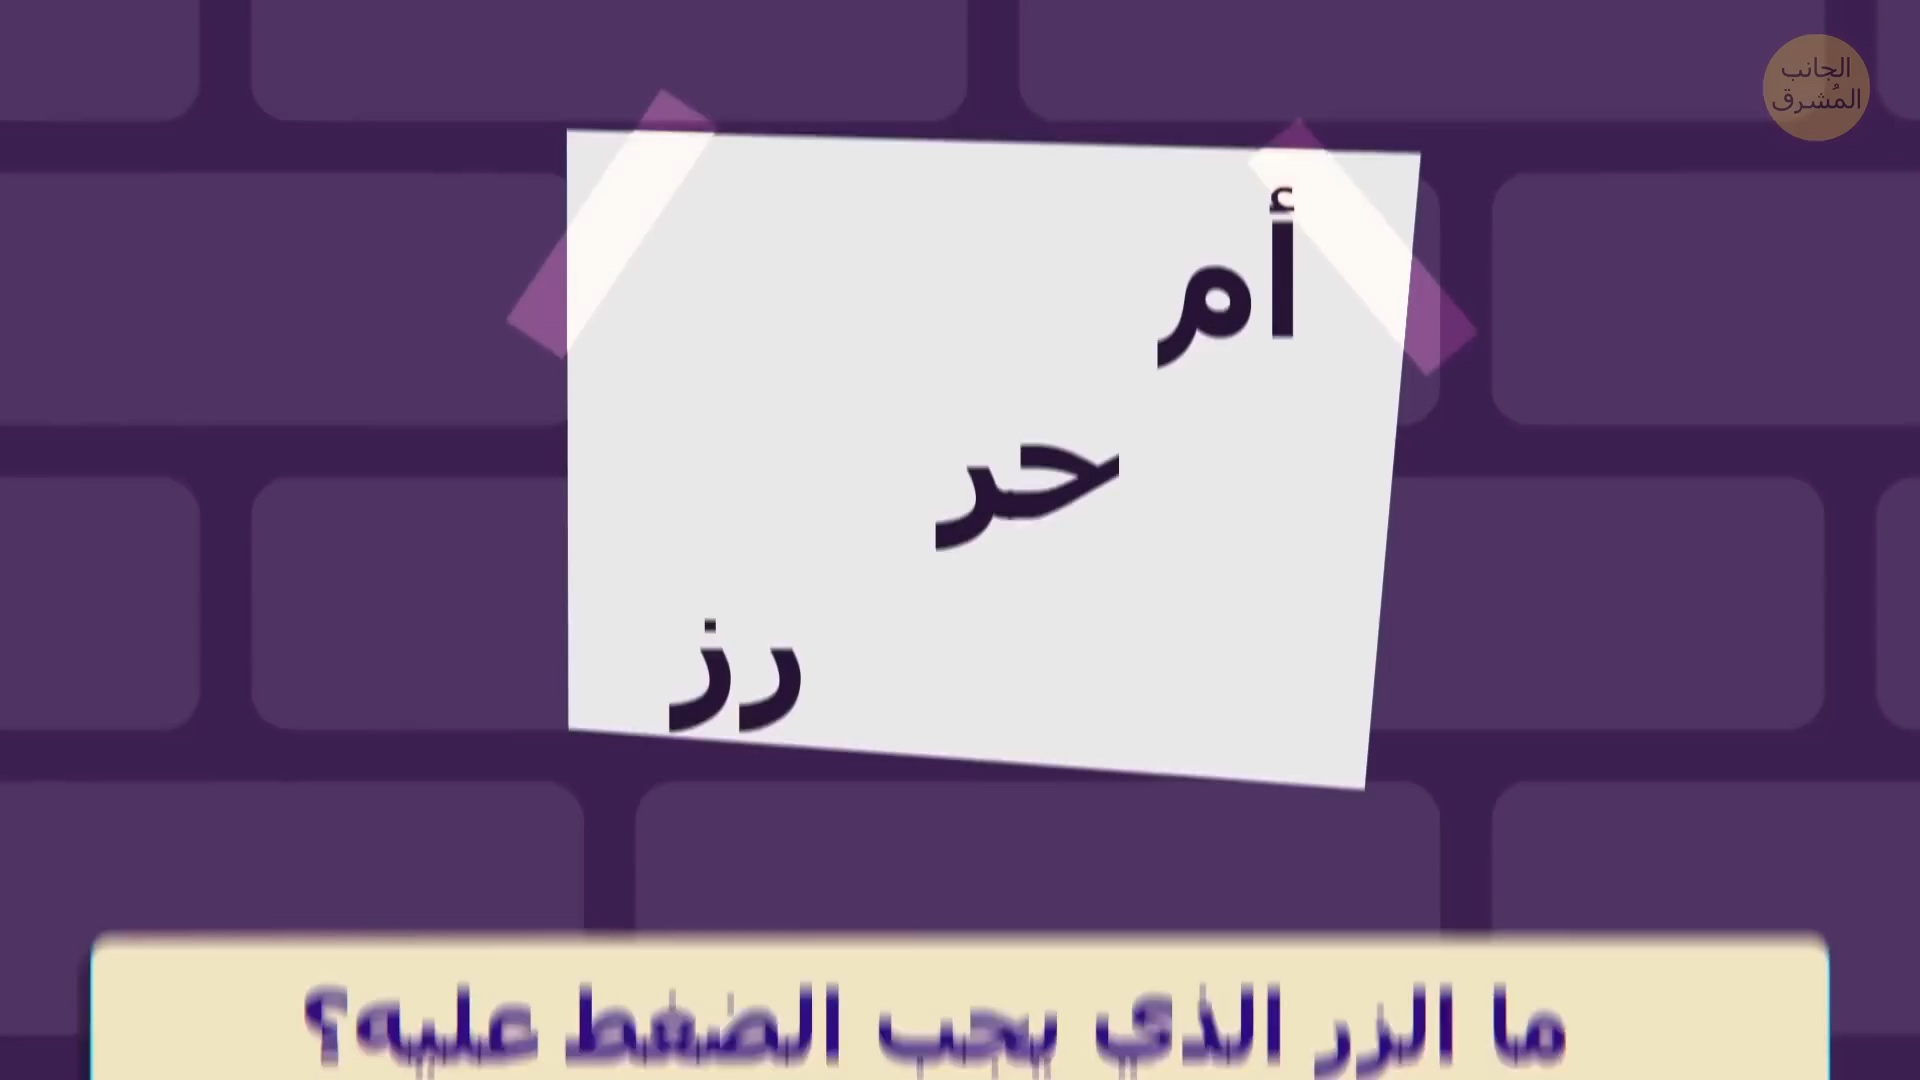 الجانب
المُشرق
أم
حر
رز
ما الزر الذي يجب الضغط عليه؟